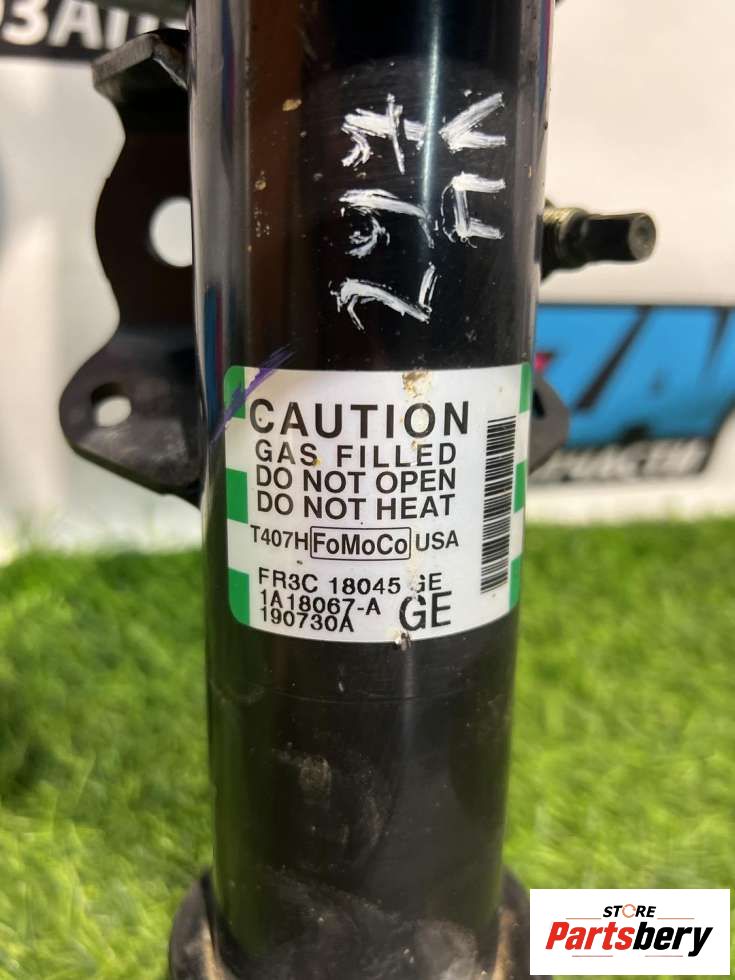 CAUTION
GAS FILLED
DO NOT OPEN
DO NOT HEAT
T407H FoMoCo USA
FR3C 18045 GE
1A18067-A
190730A GE
STORE
Partsbery